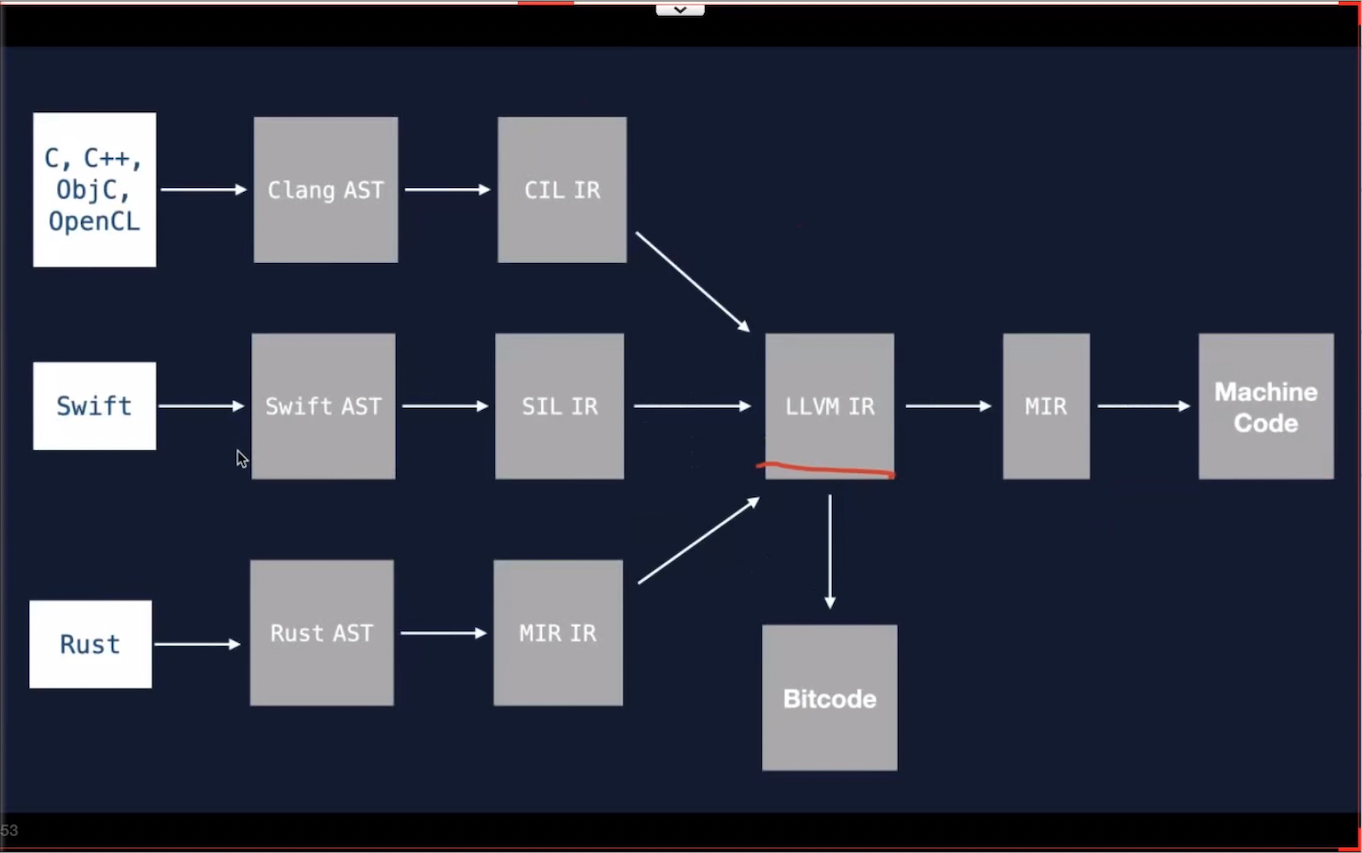 C, C++,
ObjC,
OpenCL
Clang AST
CIL IR
Swift
Swift AST
SIL IR
LLVM IR
MIR
Machine
Code
Rust
Rust AST
MIR IR
Bitcode
53